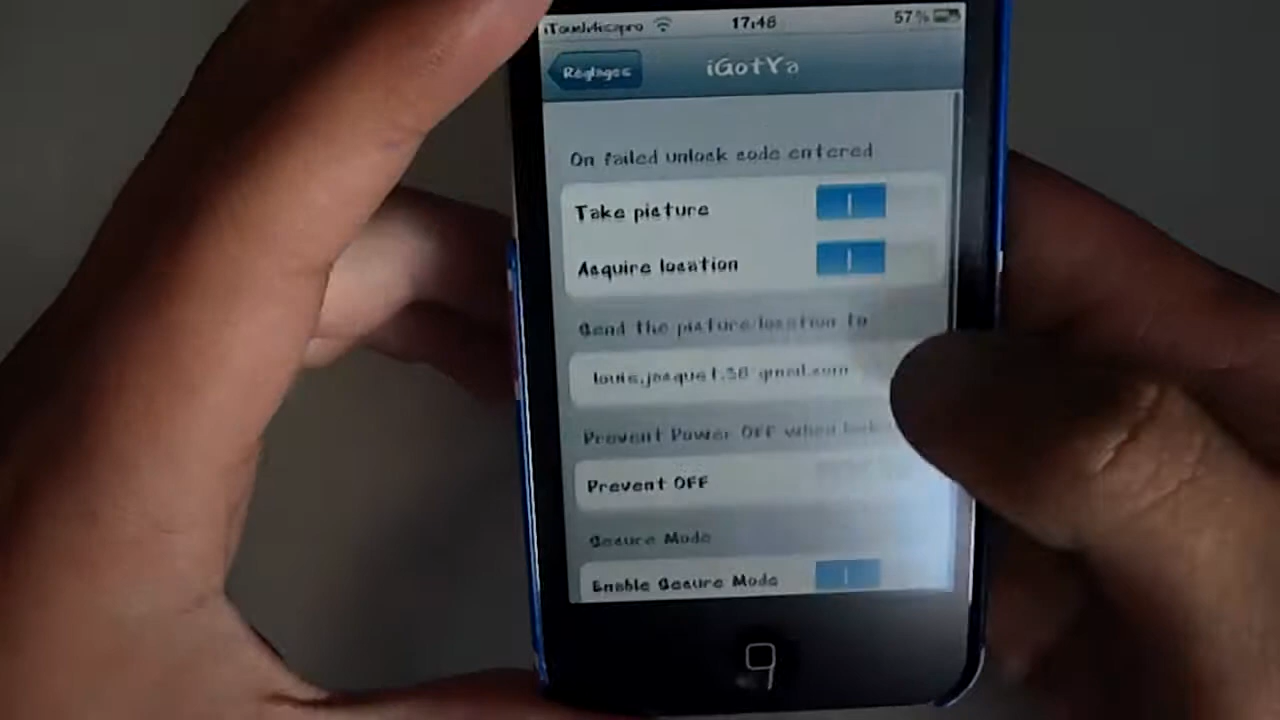 17:48
57%
Réglages
iGotYa
On failed unlock code entered
Take picture
Acquire location
Send the picture/location to
Prevent Power OFF when
Prevent OFF
Secure Mode
Enable Secure Mode